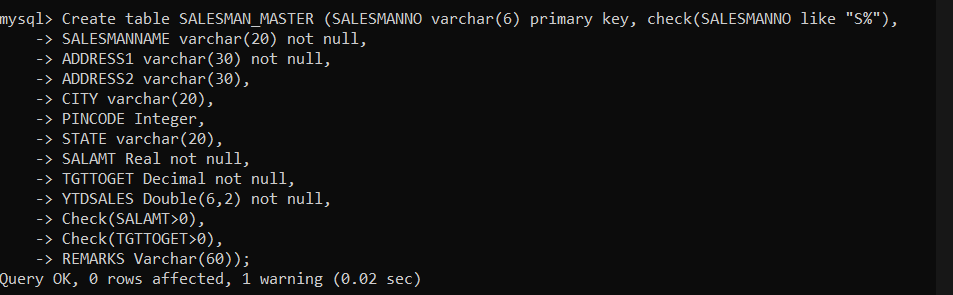 mysql> Create table SALESMAN_MASTER (SALESMANNO varchar(6) primary key, check(SALESMANNO like "S%"),
-> SALESMANNAME varchar(20) not null,
-> ADDRESS1 varchar(30) not null,
-> ADDRESS2 varchar(30),
-> CITY varchar(20),
-> PINCODE Integer,
-> STATE varchar(20),
-> SALAMT Real not null,
-> TGTTOGET Decimal not null,
-> YTDSALES Double(6,2) not null,
-> Check(SALAMT>0),
-> Check(TGTTOGET>0),
-> REMARKS Varchar(60));
Query OK, 0 rows affected, 1 warning (0.02 sec)